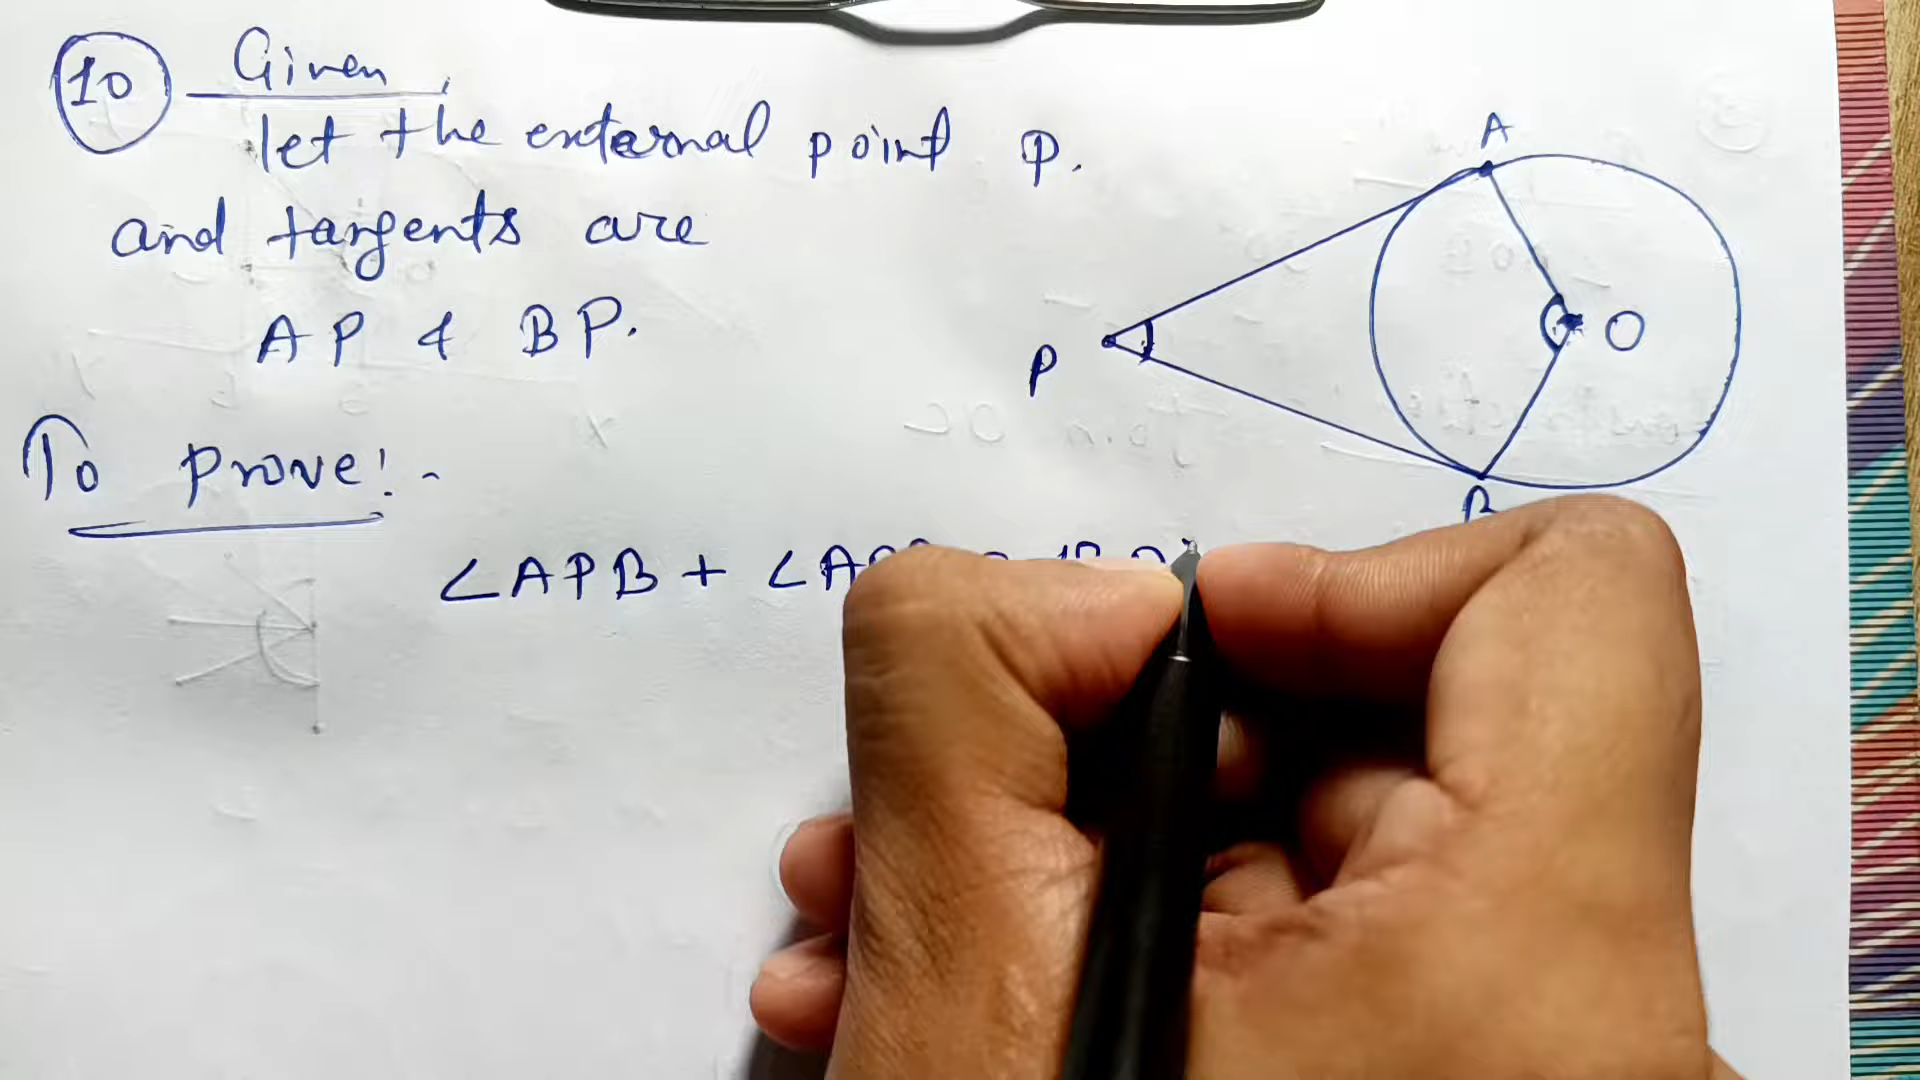 10 Given
let the external point P.
and tangents are
AP & BP.
To prove:-
∠APB +
A
P
O